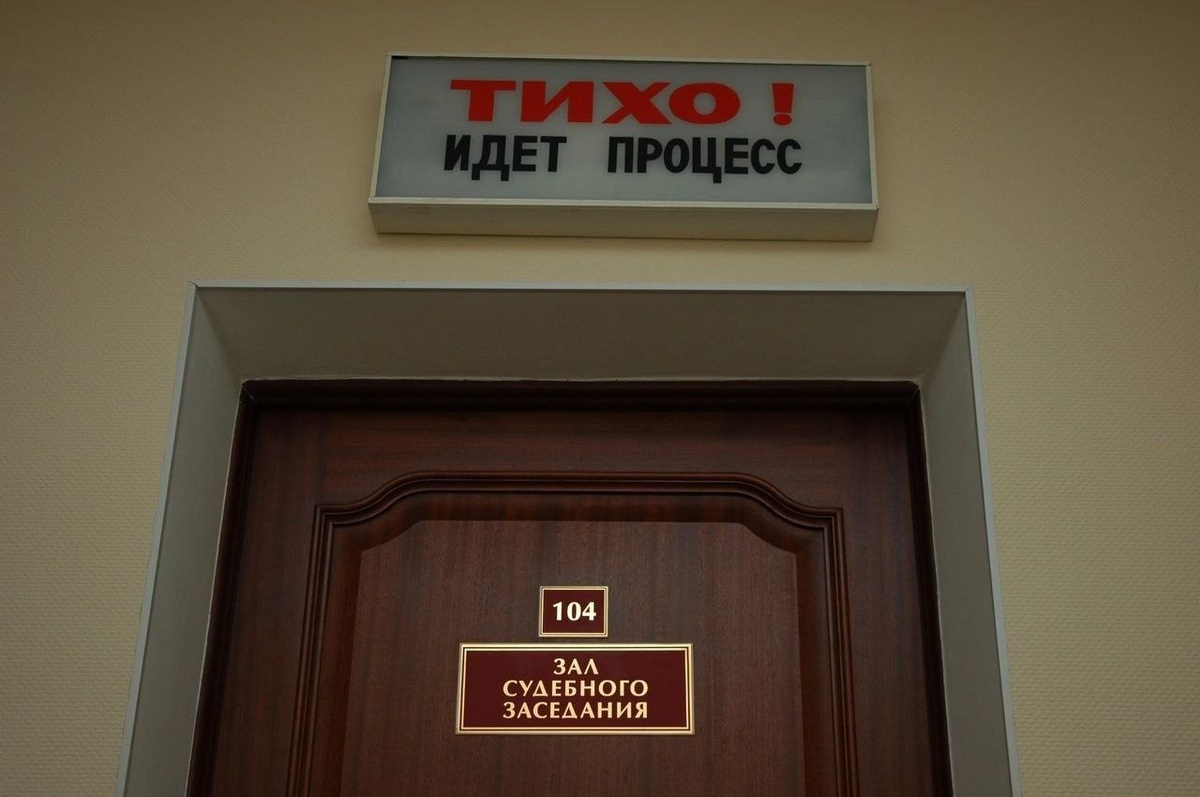 ТИХО !
ИДЕТ ПРОЦЕСС
104
ЗАЛ
СУДЕБНОГО
ЗАСЕДАНИЯ